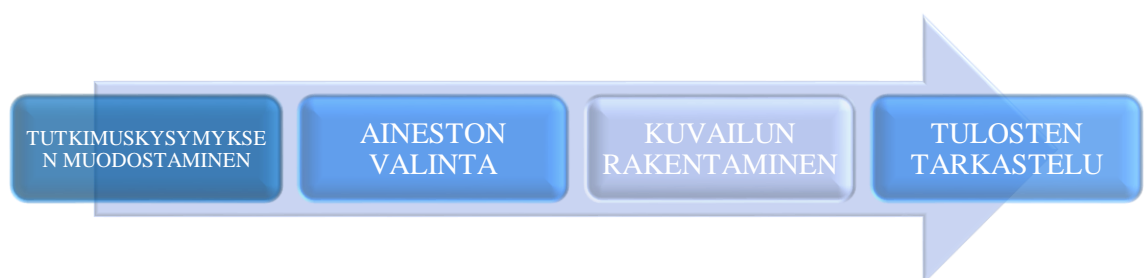 TUTKIMUSKYSYMYKSE
N MUODOSTAMINEN
AINESTON
VALINTA
KUVAILUN
RAKENTAMINEN
TULOSTEN
TARKASTELU